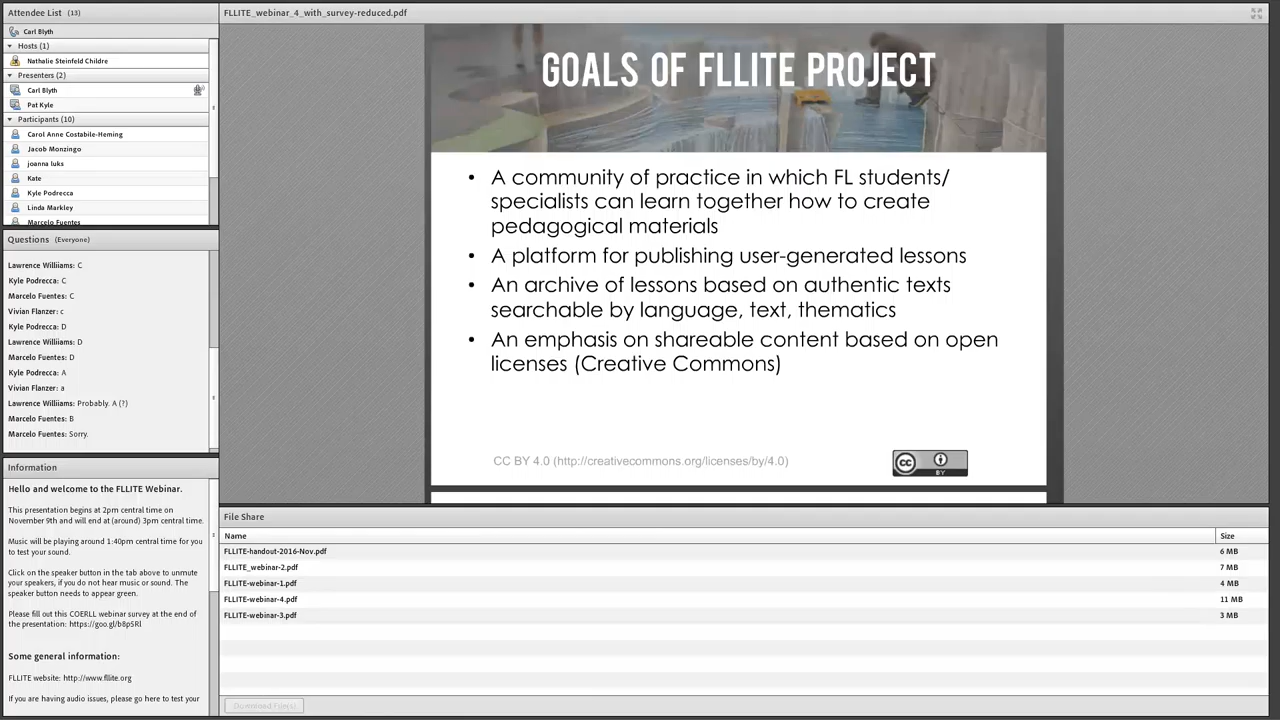 Attendee List (13)
Carl Blyth
Hosts (1)
Nathalie Steinfeld Childre
Presenters (2)
Carl Blyth
Pat Kyle
Participants (10)
Carol Anne Costabile-Heming
Jacob Monzingo
joanna luks
Kate
Kyle Podrecca
Linda Markley
Marcelo Fuentes
Questions (Everyone)
Lawrence Williiams: C
Kyle Podrecca: C
Marcelo Fuentes: C
Vivian Flanzer: c
Kyle Podrecca: D
Lawrence Williiams: D
Marcelo Fuentes: D
Kyle Podrecca: A
Vivian Flanzer: a
Lawrence Williiams: Probably. A (?)
Marcelo Fuentes: B
Marcelo Fuentes: Sorry.
Information
Hello and welcome to the FLLITE Webinar.
This presentation begins at 2pm central time on
November 9th and will end at (around) 3pm central time.
Music will be playing around 1:40pm central time for you
to test your sound.
Click on the speaker button in the tab above to unmute
your speakers, if you do not hear music or sound. The
speaker button needs to appear green.
Please fill out this COERLL webinar survey at the end of
the presentation: https://goo.gl/b8p5Rl
Some general information:
FLLITE website: http://www.fllite.org
If you are having audio issues, please go here to test your
FLLITE_webinar_4_with_survey-reduced.pdf
GOALS OF FLLITE PROJECT
• A community of practice in which FL students/
specialists can learn together how to create
pedagogical materials
• A platform for publishing user-generated lessons
• An archive of lessons based on authentic texts
searchable by language, text, thematics
• An emphasis on shareable content based on open
licenses (Creative Commons)
CC BY 4.0 (http://creativecommons.org/licenses/by/4.0)
cc BY
File Share
Name Size
FLLITE-handout-2016-Nov.pdf 6 MB
FLLITE_webinar-2.pdf 7 MB
FLLITE-webinar-1.pdf 4 MB
FLLITE-webinar-4.pdf 11 MB
FLLITE-webinar-3.pdf 3 MB
Download File(s)